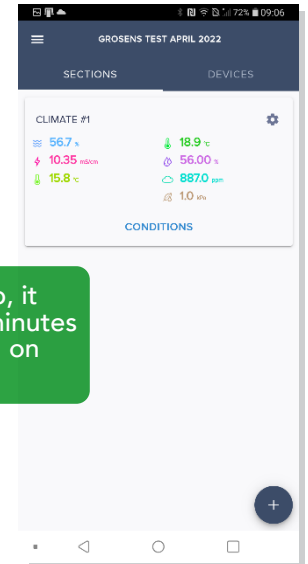 72% 09:06
GROSENS TEST APRIL 2022
SECTIONS DEVICES
CLIMATE #1
56.7 % 18.9 °C
10.35 mS/cm 56.00 %
15.8 °C 887.0 ppm
1.0 kPa
CONDITIONS
, it
minutes
on
+